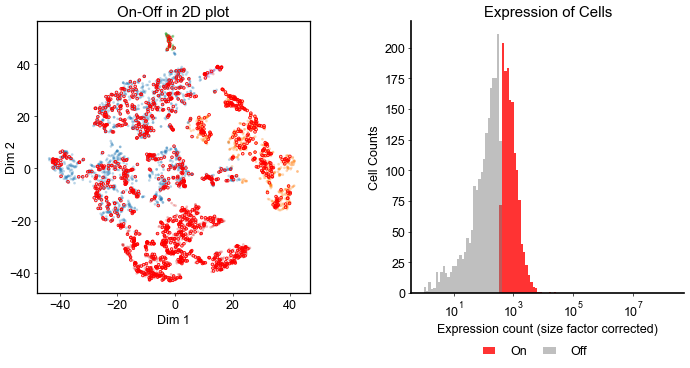 On-Off in 2D plot
Dim 2
40
20
0
−20
−40
−40 −20 0 20 40
Dim 1
Expression of Cells
Cell Counts
200
175
150
125
100
75
50
25
0
10^1 10^3 10^5 10^7
Expression count (size factor corrected)
On Off